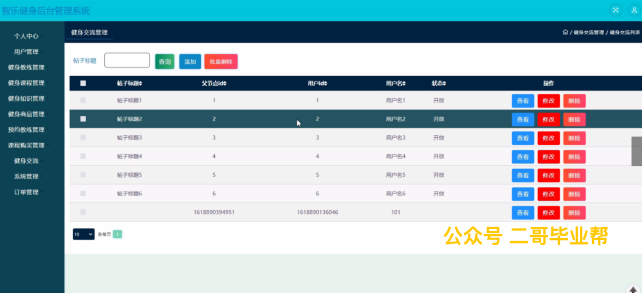 智乐健身后台管理系统
个人中心
用户管理
健身教练管理
健身课程管理
健身知识管理
健身商品管理
预约教练管理
课程购买管理
健身交流
系统管理
订单管理
健身交流管理
/ 健身交流管理 / 健身交流列表
帖子标题 查询 添加 批量删除
帖子标题 父节点id 用户id 用户名 状态 操作
帖子标题1 1 1 用户名1 开放 查看 修改 删除
帖子标题2 2 2 用户名2 开放 查看 修改 删除
帖子标题3 3 3 用户名3 开放 查看 修改 删除
帖子标题4 4 4 用户名4 开放 查看 修改 删除
帖子标题5 5 5 用户名5 开放 查看 修改 删除
帖子标题6 6 6 用户名6 开放 查看 修改 删除
1618890394951 1618890136046 101 查看 修改 删除
10 条每页 1
公众号 二哥毕业帮